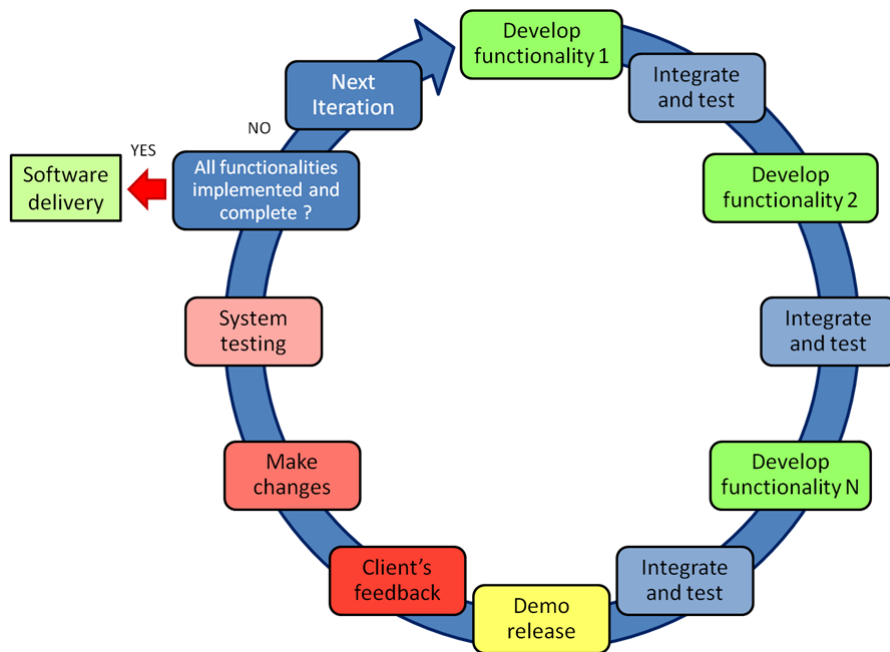 Develop
functionality 1
Integrate
and test
Develop
functionality 2
Integrate
and test
Develop
functionality N
Integrate
and test
Demo
release
Client's
feedback
Make
changes
System
testing
All functionalities
implemented and
complete ?
YES
Software
delivery
NO
Next
Iteration